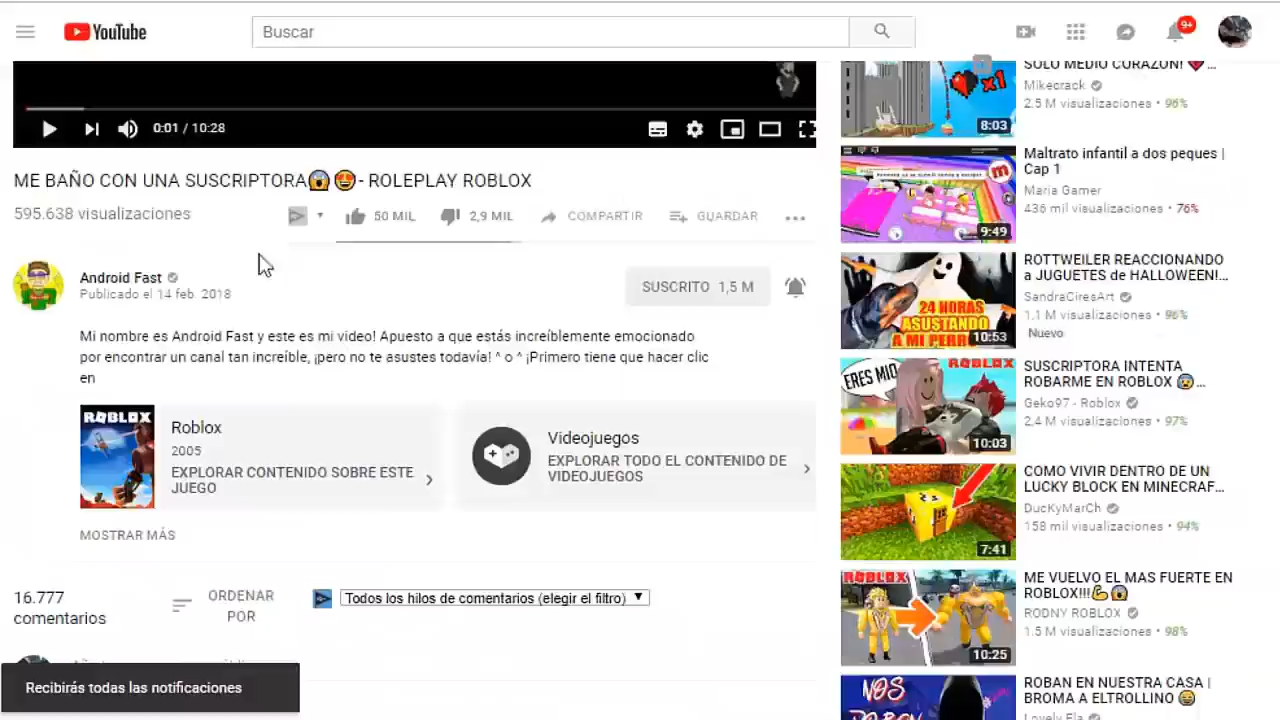 YouTube
Buscar
9+
0:01 / 10:28
ME BAÑO CON UNA SUSCRIPTORA😱🤩- ROLEPLAY ROBLOX
595.638 visualizaciones
50 MIL
2,9 MIL
COMPARTIR
GUARDAR
Android Fast
Publicado el 14 feb. 2018
SUSCRITO 1,5 M
Mi nombre es Android Fast y este es mi video! Apuesto a que estás increíblemente emocionado
por encontrar un canal tan increíble, ¡pero no te asustes todavía! ^ o ^ ¡Primero tiene que hacer clic
en
ROBLOX
Roblox
2005
EXPLORAR CONTENIDO SOBRE ESTE
JUEGO
Videojuegos
EXPLORAR TODO EL CONTENIDO DE
VIDEOJUEGOS
MOSTRAR MÁS
16.777
comentarios
ORDENAR
POR
Todos los hilos de comentarios (elegir el filtro)
Recibirás todas las notificaciones
x1
8:03
SOLO MEDIO CORAZÓN! 💔...
Mikecrack
2.5 M visualizaciones • 96%
9:49
Maltrato infantil a dos peques |
Cap 1
Maria Gamer
436 mil visualizaciones • 76%
24 HORAS
ASUSTANDO
A MI PERRO
10:53
ROTTWEILER REACCIONANDO
a JUGUETES de HALLOWEEN!...
SandraCiresArt
1.1 M visualizaciones • 96%
Nuevo
ERES MIO
ROBLOX
10:03
SUSCRIPTORA INTENTA
ROBARME EN ROBLOX 😰...
Geko97 - Roblox
2,4 M visualizaciones • 97%
7:41
COMO VIVIR DENTRO DE UN
LUCKY BLOCK EN MINECRAF...
DucKyMarCh
158 mil visualizaciones • 94%
ROBLOX
10:25
ME VUELVO EL MAS FUERTE EN
ROBLOX!!!💪😱
RODNY ROBLOX
1.5 M visualizaciones • 98%
NOS
ROBAN EN NUESTRA CASA |
BROMA A ELTROLLINO 😂
Lovely Ela